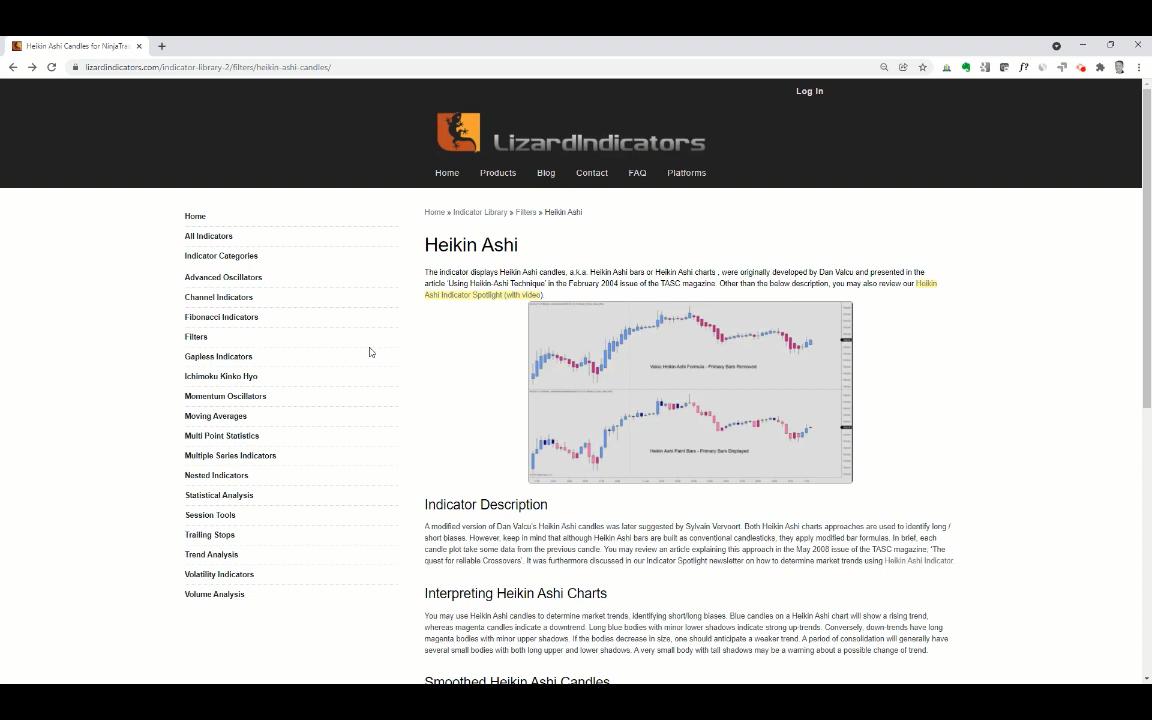 Heikin Ashi Candles for NinjaTra
lizardindicators.com/indicator-library-2/filters/heikin-ashi-candles/
f?
Log In
LizardIndicators
Home Products Blog Contact FAQ Platforms
Home
All Indicators
Indicator Categories
Advanced Oscillators
Channel Indicators
Fibonacci Indicators
Filters
Gapless Indicators
Ichimoku Kinko Hyo
Momentum Oscillators
Moving Averages
Multi Point Statistics
Multiple Series Indicators
Nested Indicators
Statistical Analysis
Session Tools
Trailing Stops
Trend Analysis
Volatility Indicators
Volume Analysis
Home » Indicator Library » Filters » Heikin Ashi
Heikin Ashi
The indicator displays Heikin Ashi candles, a.k.a. Heikin Ashi bars or Heikin Ashi charts , were originally developed by Dan Valcu and presented in the
article 'Using Heikin-Ashi Technique' in the February 2004 issue of the TASC magazine. Other than the below description, you may also review our Heikin
Ashi Indicator Spotlight (with video).
Valcu Heikin Ashi Formula - Primary Bars Removed
Heikin Ashi Paint Bars - Primary Bars Displayed
Indicator Description
A modified version of Dan Valcu's Heikin Ashi candles was later suggested by Sylvain Vervoort. Both Heikin Ashi charts approaches are used to identify long /
short biases. However, keep in mind that although Heikin Ashi bars are built as conventional candlesticks, they apply modified bar formulas. In brief, each
candle plot take some data from the previous candle. You may review an article explaining this approach in the May 2008 issue of the TASC magazine, 'The
quest for reliable Crossovers'. It was furthermore discussed in our Indicator Spotlight newsletter on how to determine market trends using Heikin Ashi Indicator.
Interpreting Heikin Ashi Charts
You may use Heikin Ashi candles to determine market trends, identifying short/long biases. Blue candles on a Heikin Ashi chart will show a rising trend,
whereas magenta candles indicate a downtrend. Long blue bodies with minor lower shadows indicate strong up-trends. Conversely, down-trends have long
magenta bodies with minor upper shadows. If the bodies decrease in size, one should anticipate a weaker trend. A period of consolidation will generally have
several small bodies with both long upper and lower shadows. A very small body with tall shadows may be a warning about a possible change of trend.
Smoothed Heikin Ashi Candles